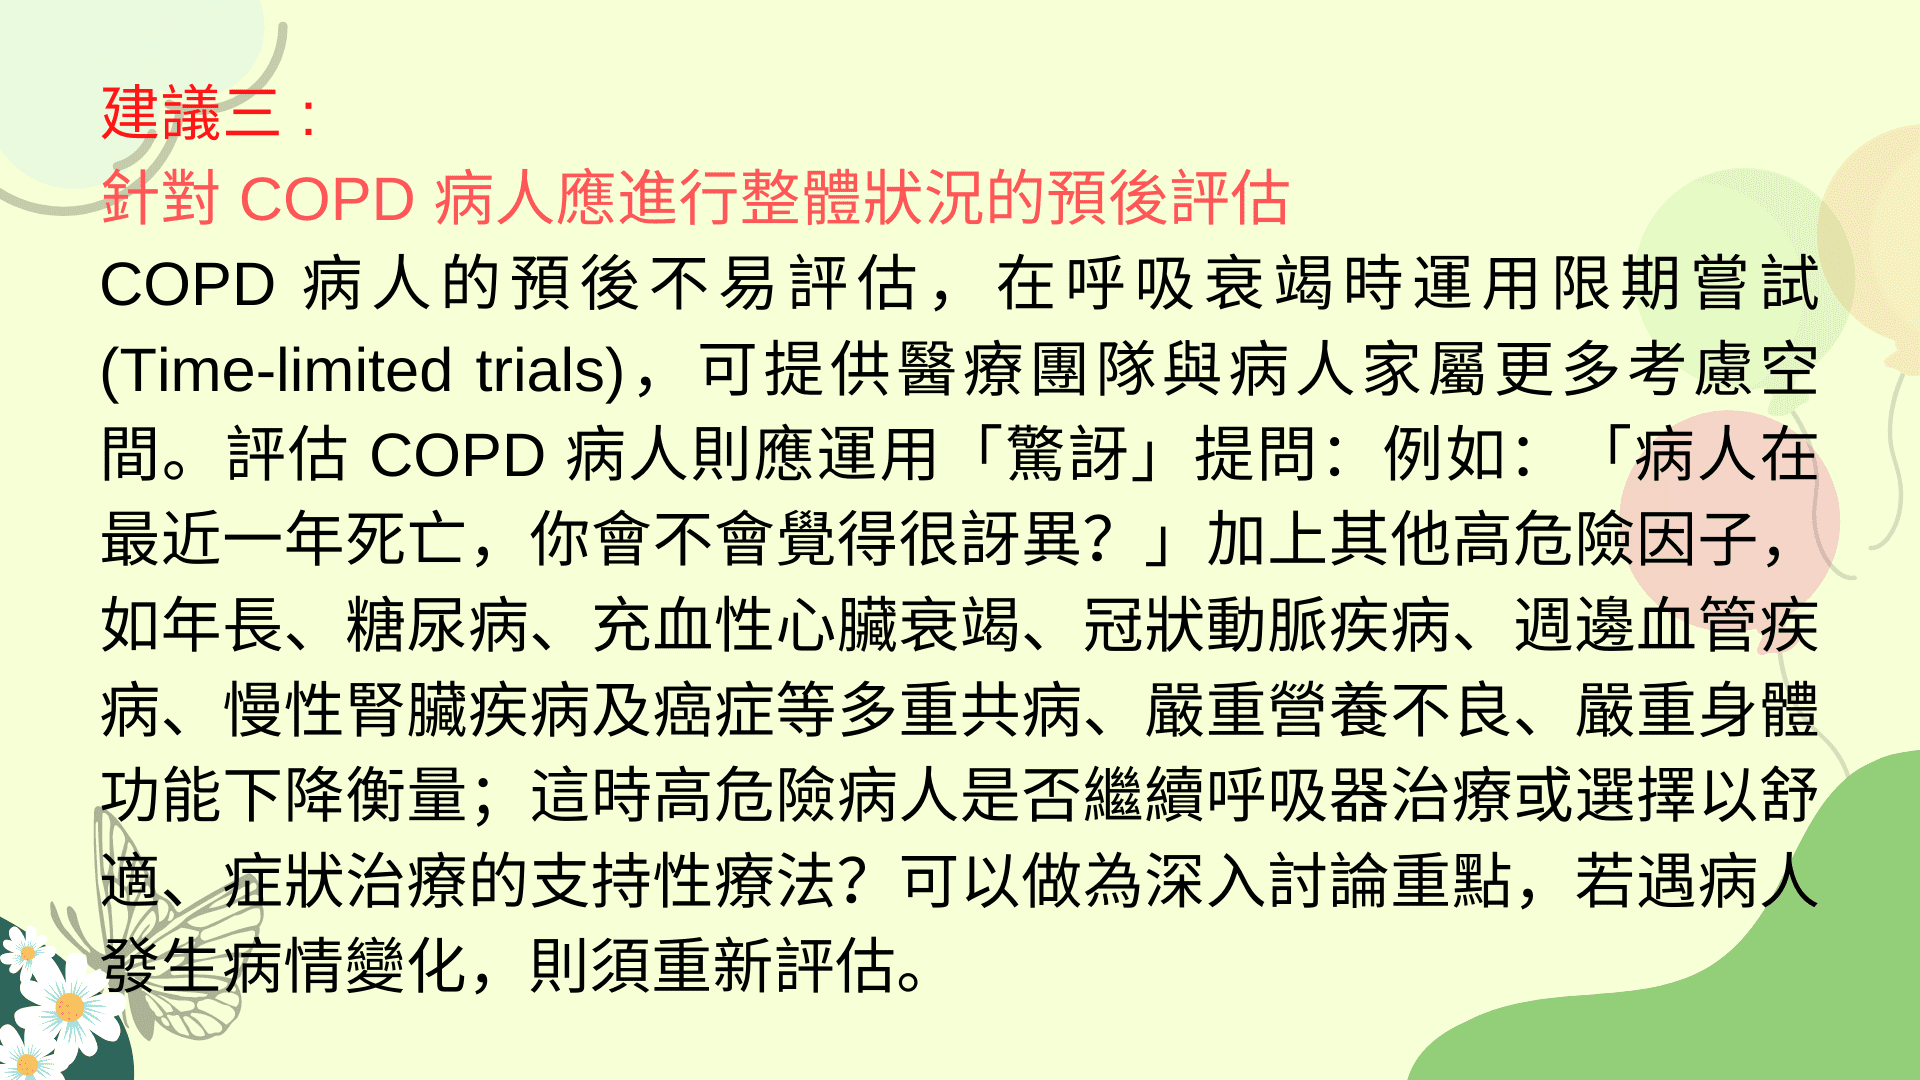 建議三：
針對 COPD 病人應進行整體狀況的預後評估
COPD 病人的預後不易評估，在呼吸衰竭時運用限期嘗試
(Time-limited trials)，可提供醫療團隊與病人家屬更多考慮空
間。評估 COPD 病人則應運用「驚訝」提問：例如：「病人在
最近一年死亡，你會不會覺得很訝異？」加上其他高危險因子，
如年長、糖尿病、充血性心臟衰竭、冠狀動脈疾病、週邊血管疾
病、慢性腎臟疾病及癌症等多重共病、嚴重營養不良、嚴重身體
功能下降衡量；這時高危險病人是否繼續呼吸器治療或選擇以舒
適、症狀治療的支持性療法？可以做為深入討論重點，若遇病人
發生病情變化，則須重新評估。